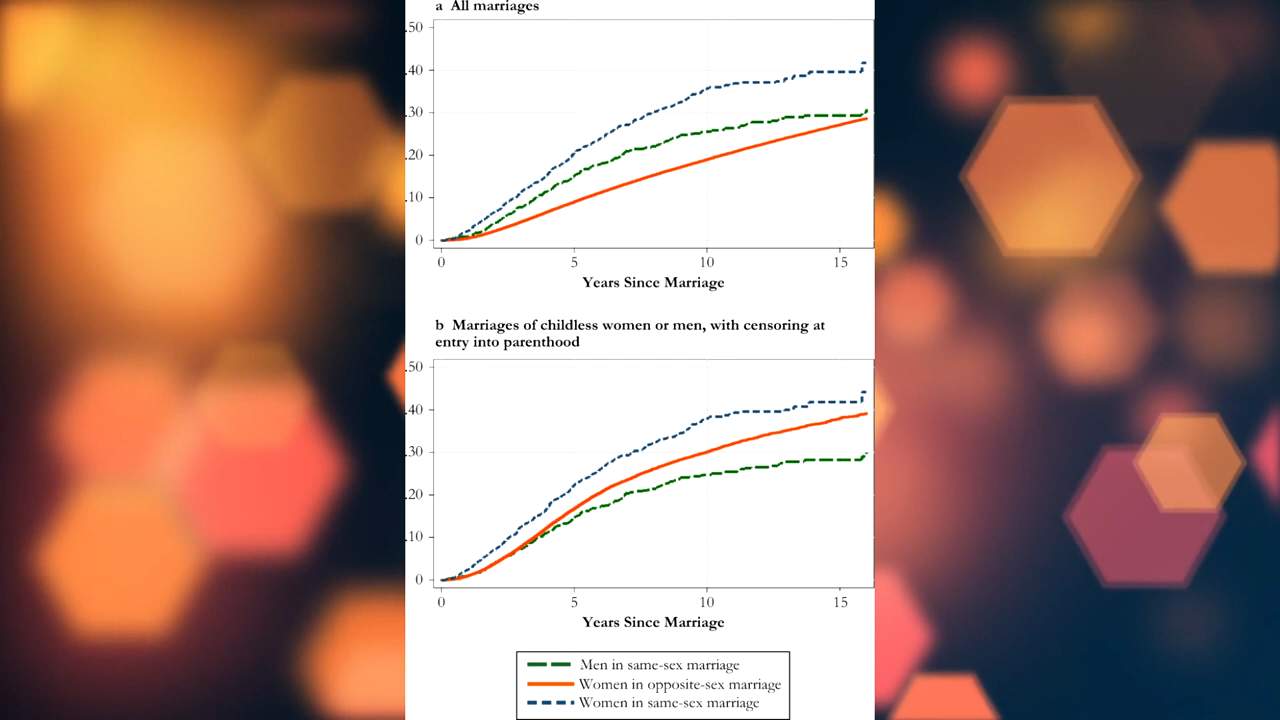 a All marriages
.50
.40
.30
.20
.10
0
0 5 10 15
Years Since Marriage
b Marriages of childless women or men, with censoring at
entry into parenthood
.50
.40
.30
.20
.10
0
0 5 10 15
Years Since Marriage
Men in same-sex marriage
Women in opposite-sex marriage
Women in same-sex marriage